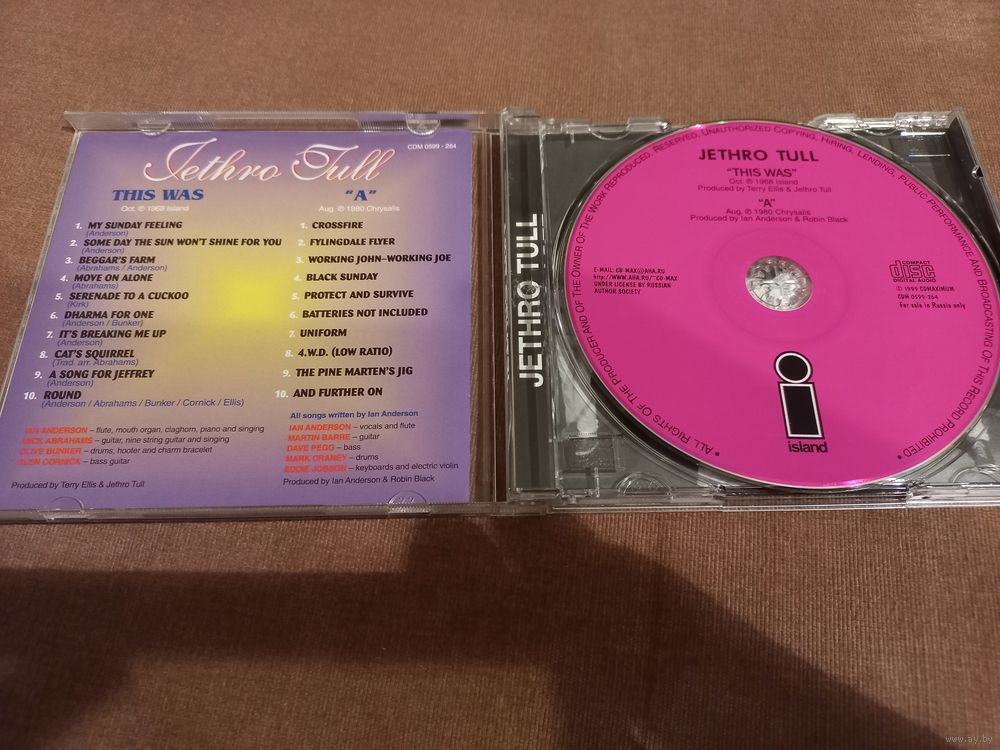 Jethro Tull
CDM 0599 - 264
THIS WAS
Oct. ℗ 1968 Island
1. MY SUNDAY FEELING
(Anderson)
2. SOME DAY THE SUN WON'T SHINE FOR YOU
(Anderson)
3. BEGGAR'S FARM
(Abrahams / Anderson)
4. MOVE ON ALONE
(Abrahams)
5. SERENADE TO A CUCKOO
(Kirk)
6. DHARMA FOR ONE
(Anderson / Bunker)
7. IT'S BREAKING ME UP
(Anderson)
8. CAT'S SQUIRREL
(Trad. arr. Abrahams)
9. A SONG FOR JEFFREY
(Anderson)
10. ROUND
(Anderson / Abrahams / Bunker / Cornick / Ellis)
IAN ANDERSON – flute, mouth organ, claghorn, piano and singing
MICK ABRAHAMS – guitar, nine string guitar and singing
CLIVE BUNKER – drums, hooter and charm bracelet
GLEN CORNICK – bass guitar
Produced by Terry Ellis & Jethro Tull
"A"
Aug. ℗ 1980 Chrysalis
1. CROSSFIRE
2. FYLINGDALE FLYER
3. WORKING JOHN–WORKING JOE
4. BLACK SUNDAY
5. PROTECT AND SURVIVE
6. BATTERIES NOT INCLUDED
7. UNIFORM
8. 4.W.D. (LOW RATIO)
9. THE PINE MARTEN'S JIG
10. AND FURTHER ON
All songs written by Ian Anderson
IAN ANDERSON – vocals and flute
MARTIN BARRE – guitar
DAVE PEGG – bass
MARK CRANEY – drums
EDDIE JOBSON – keyboards and electric violin
Produced by Ian Anderson & Robin Black
JETHRO TULL
• ALL RIGHTS OF THE PRODUCER AND OF THE OWNER OF THE WORK REPRODUCED, RESERVED, UNAUTHORIZED COPYING, HIRING, LENDING, PUBLIC PERFORMANCE AND BROADCASTING OF THIS RECORD PROHIBITED •
JETHRO TULL
"THIS WAS"
Oct. ℗ 1968 Island
Produced by Terry Ellis & Jethro Tull
"A"
Aug. ℗ 1980 Chrysalis
Produced by Ian Anderson & Robin Black
E-MAIL: CD-MAX@AHA.RU
http://WWW.AHA.RU/~CD-MAX
UNDER LICENSE BY RUSSIAN
AUTHOR SOCIETY
COMPACT
disc
DIGITAL AUDIO
© 1999 CDMAXIMUM
CDM 0599-264
For sale in Russia only
island
www.ay.by